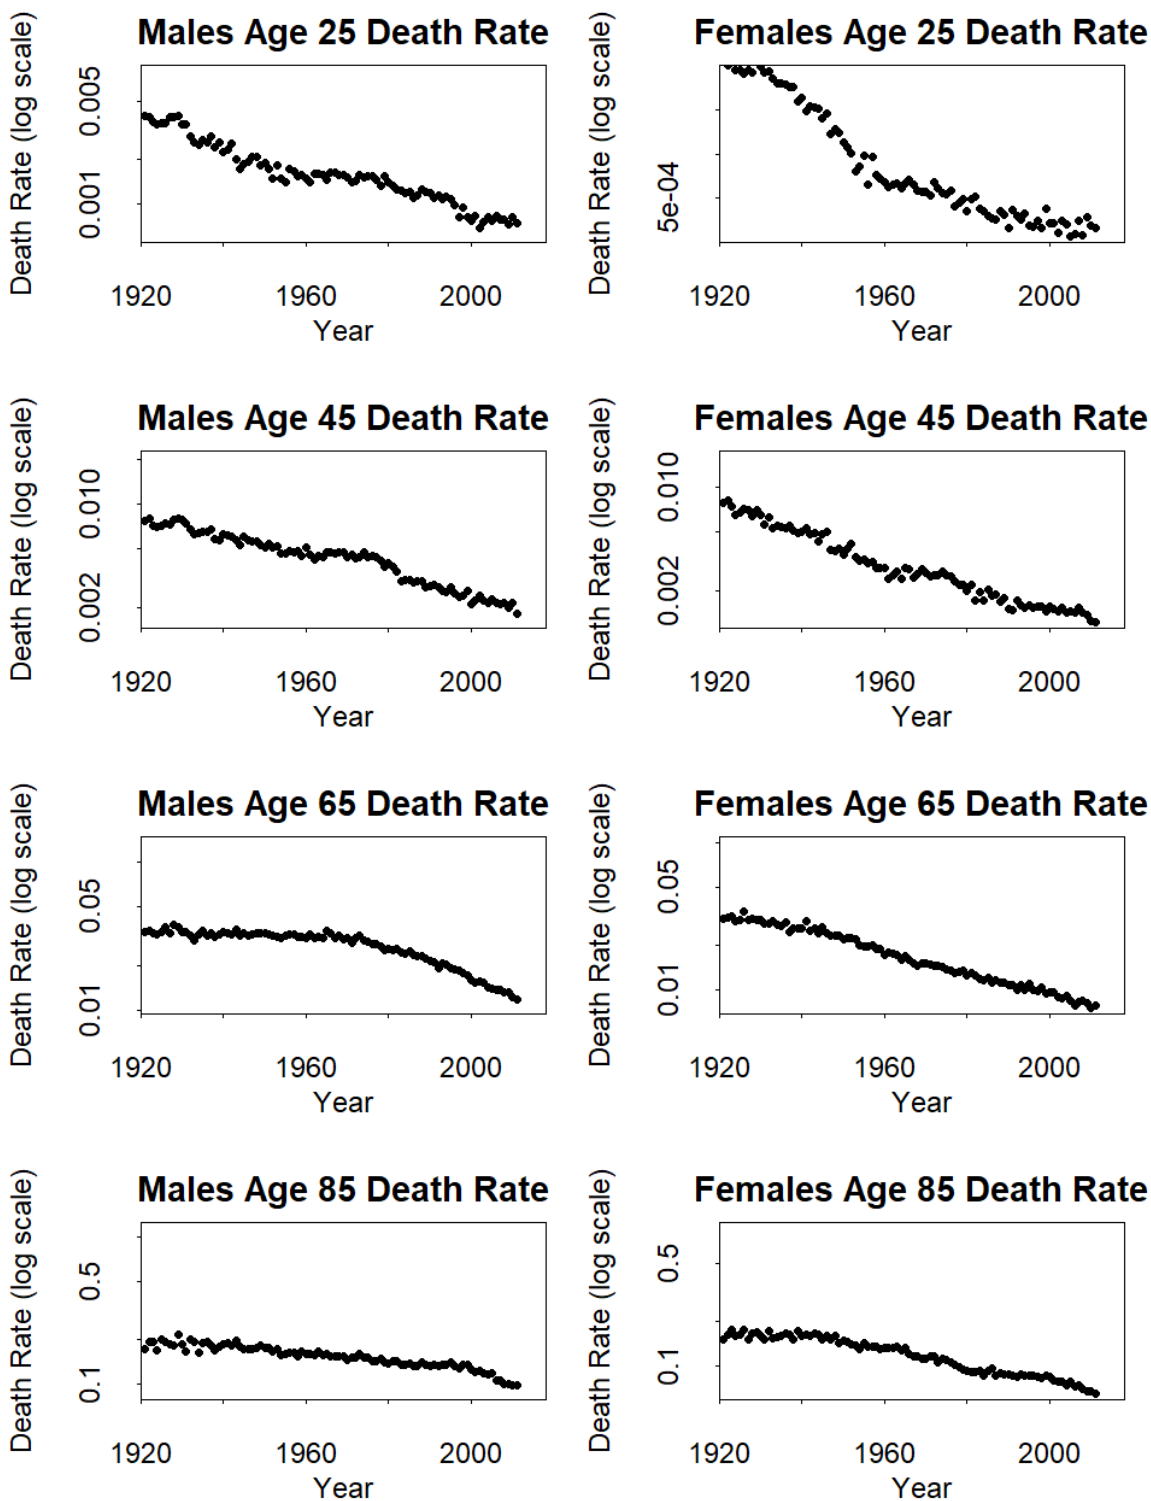 Males Age 25 Death Rate
Death Rate (log scale)
0.005
0.001
1920 1960 2000
Year
Females Age 25 Death Rate
Death Rate (log scale)
5e-04
1920 1960 2000
Year
Males Age 45 Death Rate
Death Rate (log scale)
0.010
0.002
1920 1960 2000
Year
Females Age 45 Death Rate
Death Rate (log scale)
0.010
0.002
1920 1960 2000
Year
Males Age 65 Death Rate
Death Rate (log scale)
0.05
0.01
1920 1960 2000
Year
Females Age 65 Death Rate
Death Rate (log scale)
0.05
0.01
1920 1960 2000
Year
Males Age 85 Death Rate
Death Rate (log scale)
0.5
0.1
1920 1960 2000
Year
Females Age 85 Death Rate
Death Rate (log scale)
0.5
0.1
1920 1960 2000
Year